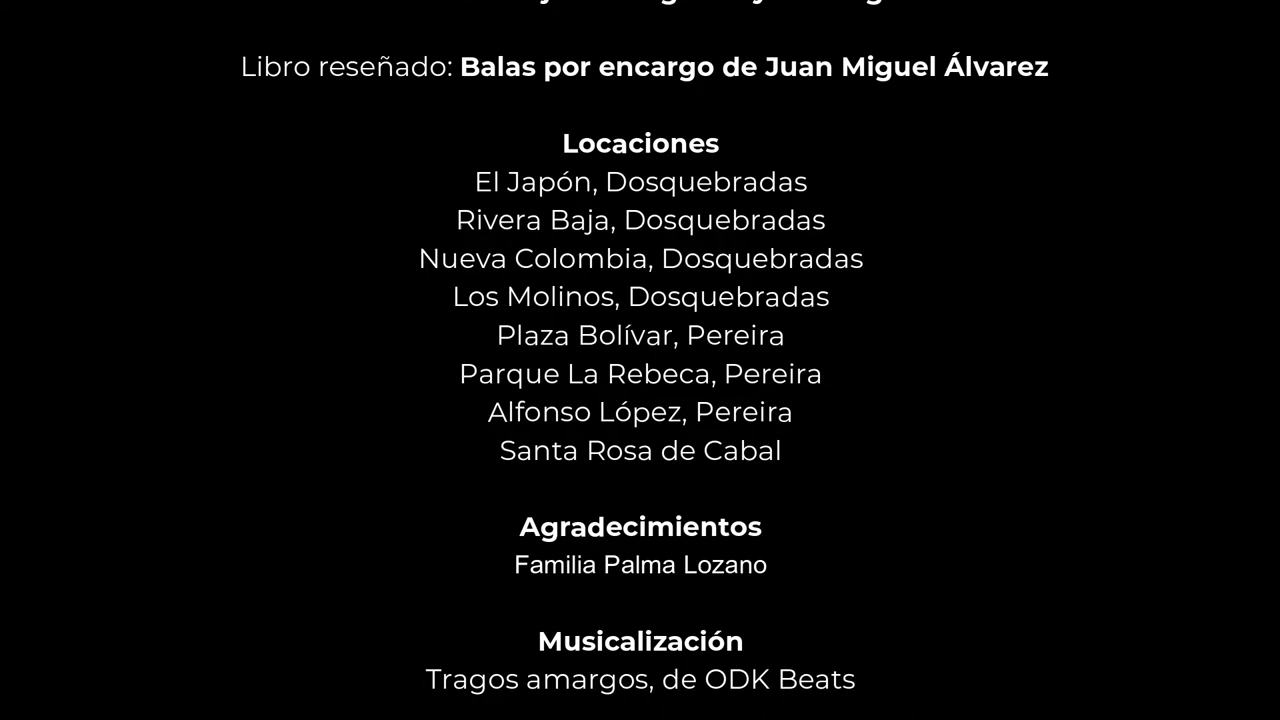 Libro reseñado: Balas por encargo de Juan Miguel Álvarez
Locaciones
El Japón, Dosquebradas
Rivera Baja, Dosquebradas
Nueva Colombia, Dosquebradas
Los Molinos, Dosquebradas
Plaza Bolívar, Pereira
Parque La Rebeca, Pereira
Alfonso López, Pereira
Santa Rosa de Cabal
Agradecimientos
Familia Palma Lozano
Musicalización
Tragos amargos, de ODK Beats